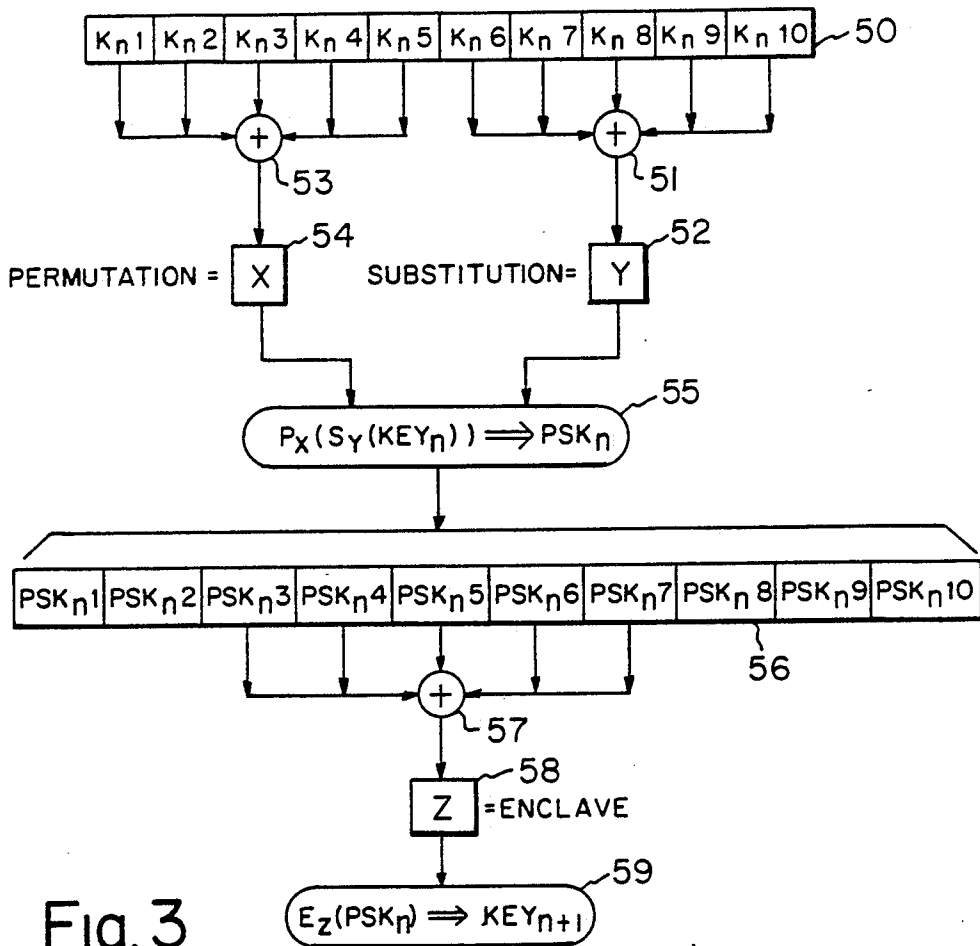 Kn1 Kn2 Kn3 Kn4 Kn5 Kn6 Kn7 Kn8 Kn9 Kn10 50
+ +
53 51
54 52
PERMUTATION = X SUBSTITUTION= Y
55
PX(SY(KEYn)) ⟹ PSKn
PSKn1 PSKn2 PSKn3 PSKn4 PSKn5 PSKn6 PSKn7 PSKn8 PSKn9 PSKn10
56
+
57
58
Z =ENCLAVE
59
EZ(PSKn) ⟹ KEYn+1
Fig. 3